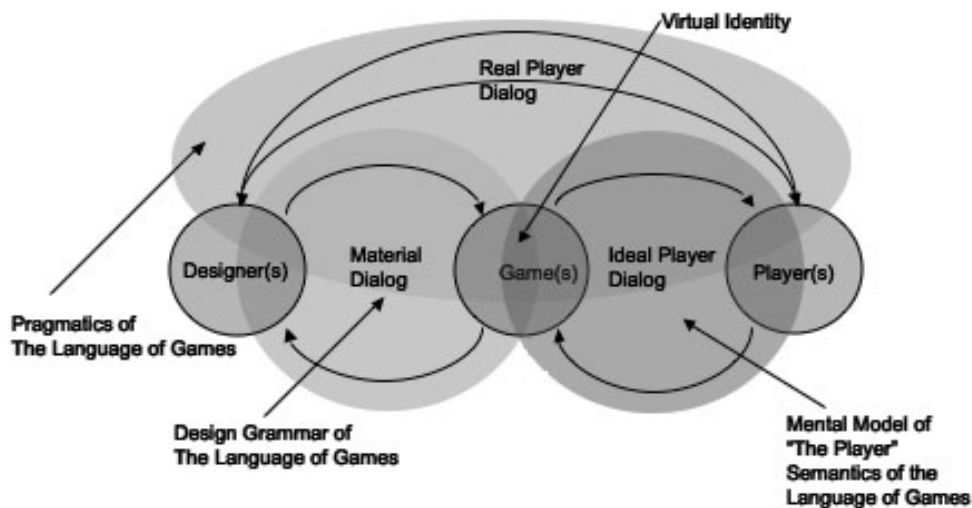 Virtual Identity
Real Player
Dialog
Designer(s)
Material
Dialog
Game(s)
Ideal Player
Dialog
Player(s)
Pragmatics of
The Language of Games
Design Grammar of
The Language of Games
Mental Model of
"The Player"
Semantics of the
Language of Games